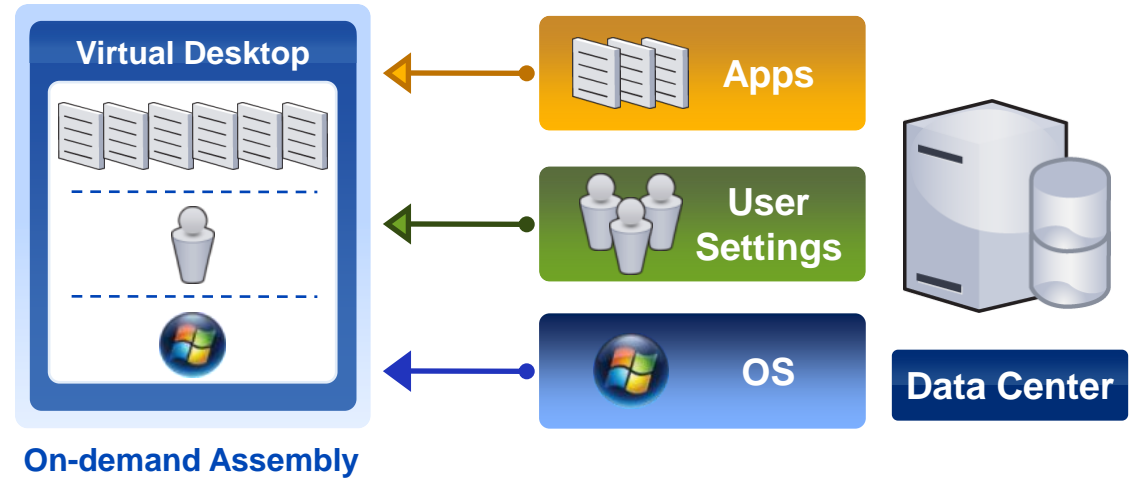 Virtual Desktop
Apps
User
Settings
OS
Data Center
On-demand Assembly